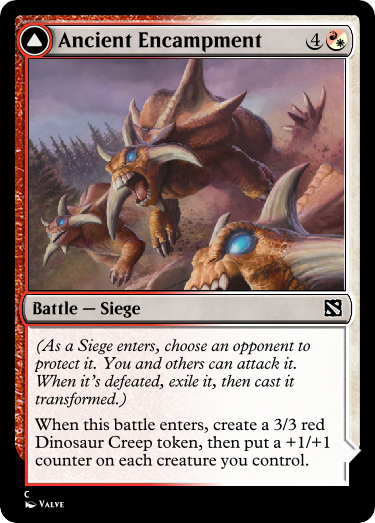 Ancient Encampment 4
Battle — Siege
(As a Siege enters, choose an opponent to
protect it. You and others can attack it.
When it's defeated, exile it, then cast it
transformed.)
When this battle enters, create a 3/3 red
Dinosaur Creep token, then put a +1/+1
counter on each creature you control.
C
Valve